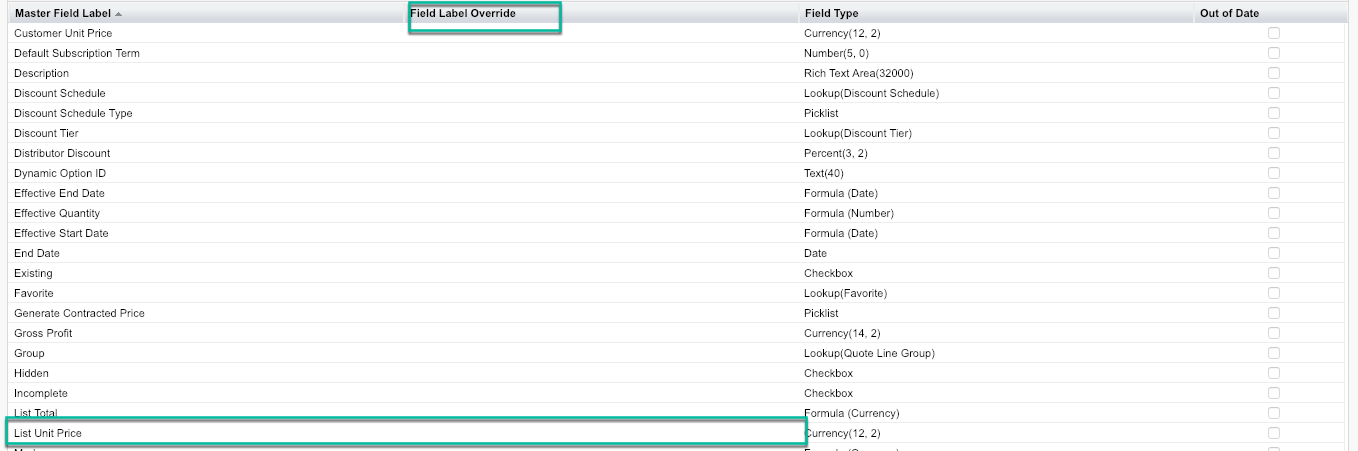 Master Field Label Field Label Override Field Type Out of Date
Customer Unit Price Currency(12, 2)
Default Subscription Term Number(5, 0)
Description Rich Text Area(32000)
Discount Schedule Lookup(Discount Schedule)
Discount Schedule Type Picklist
Discount Tier Lookup(Discount Tier)
Distributor Discount Percent(3, 2)
Dynamic Option ID Text(40)
Effective End Date Formula (Date)
Effective Quantity Formula (Number)
Effective Start Date Formula (Date)
End Date Date
Existing Checkbox
Favorite Lookup(Favorite)
Generate Contracted Price Picklist
Gross Profit Currency(14, 2)
Group Lookup(Quote Line Group)
Hidden Checkbox
Incomplete Checkbox
List Total Formula (Currency)
List Unit Price Currency(12, 2)